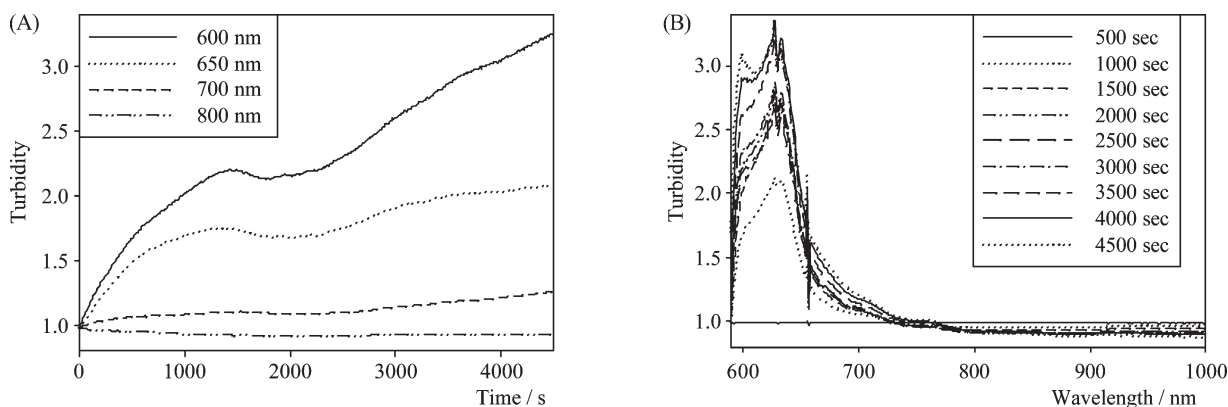 (A)
600 nm
650 nm
700 nm
800 nm
Turbidity
3.0
2.5
2.0
1.5
1.0
0 1000 2000 3000 4000
Time / s
(B)
500 sec
1000 sec
1500 sec
2000 sec
2500 sec
3000 sec
3500 sec
4000 sec
4500 sec
Turbidity
3.0
2.5
2.0
1.5
1.0
600 700 800 900 1000
Wavelength / nm